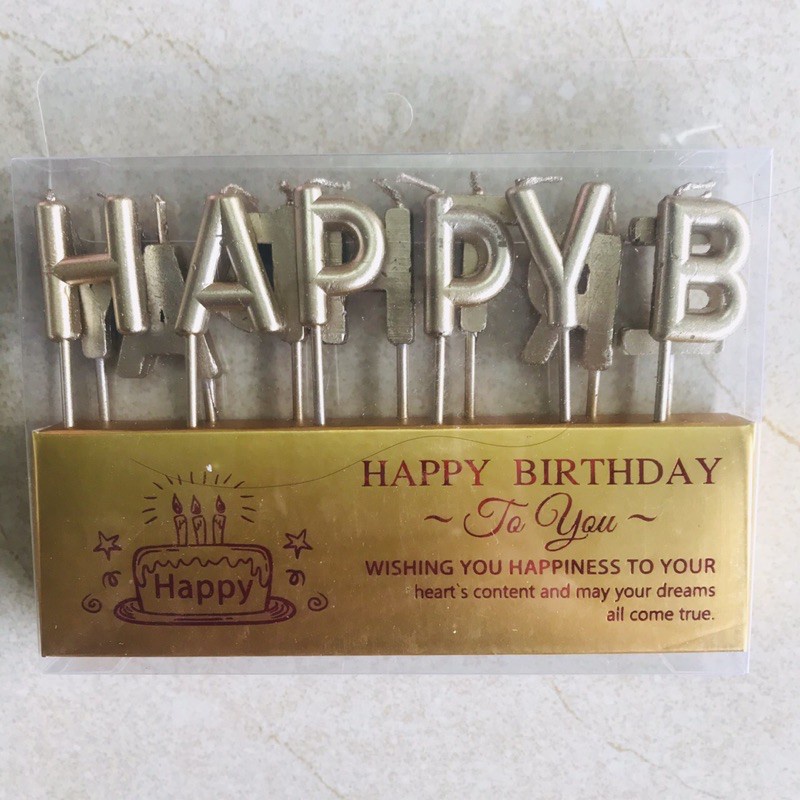 HAPPY B
HAPPY BIRTHDAY
~ To You ~
WISHING YOU HAPPINESS TO YOUR
heart`s content and may your dreams
all come true.
Happy